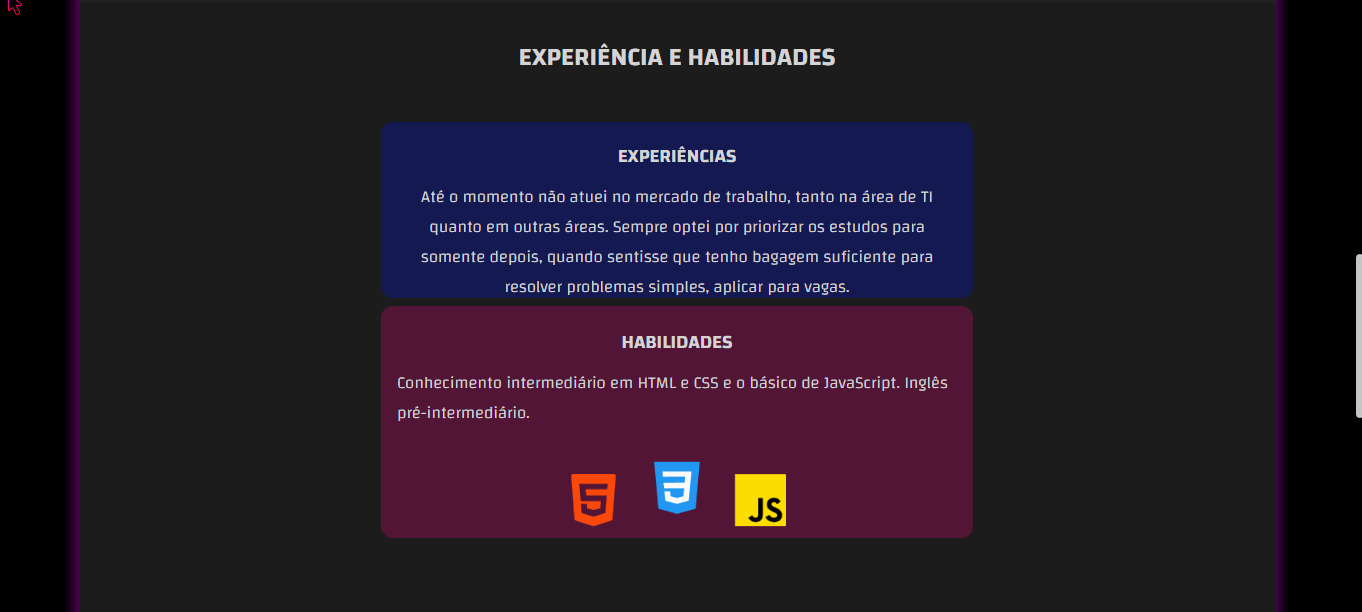 EXPERIÊNCIA E HABILIDADES
EXPERIÊNCIAS
Até o momento não atuei no mercado de trabalho, tanto na área de TI
quanto em outras áreas. Sempre optei por priorizar os estudos para
somente depois, quando sentisse que tenho bagagem suficiente para
resolver problemas simples, aplicar para vagas.
HABILIDADES
Conhecimento intermediário em HTML e CSS e o básico de JavaScript. Inglês
pré-intermediário.
5 3 JS